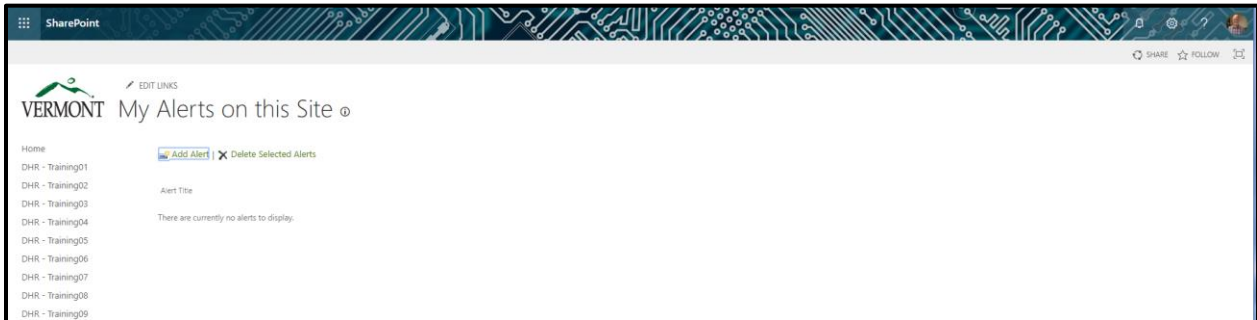 SharePoint
?
SHARE FOLLOW
EDIT LINKS
VERMONT My Alerts on this Site
Home
Add Alert | Delete Selected Alerts
DHR - Training01
DHR - Training02
Alert Title
DHR - Training03
DHR - Training04
There are currently no alerts to display.
DHR - Training05
DHR - Training06
DHR - Training07
DHR - Training08
DHR - Training09